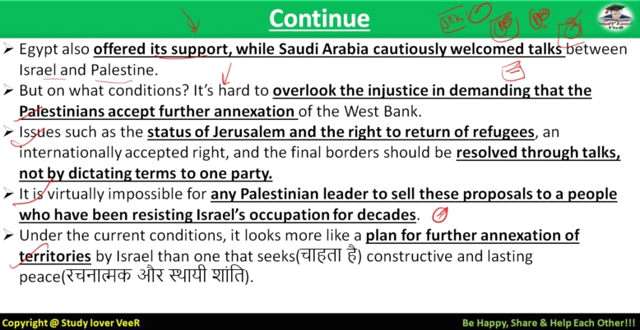 Continue
➢ Egypt also offered its support, while Saudi Arabia cautiously welcomed talks between
Israel and Palestine.
➢ But on what conditions? It's hard to overlook the injustice in demanding that the
Palestinians accept further annexation of the West Bank.
➢ Issues such as the status of Jerusalem and the right to return of refugees, an
internationally accepted right, and the final borders should be resolved through talks,
not by dictating terms to one party.
➢ It is virtually impossible for any Palestinian leader to sell these proposals to a people
who have been resisting Israel's occupation for decades.
➢ Under the current conditions, it looks more like a plan for further annexation of
territories by Israel than one that seeks(चाहता है) constructive and lasting
peace(रचनात्मक और स्थायी शांति).
Copyright @ Study lover VeeR
Be Happy, Share & Help Each Other!!!